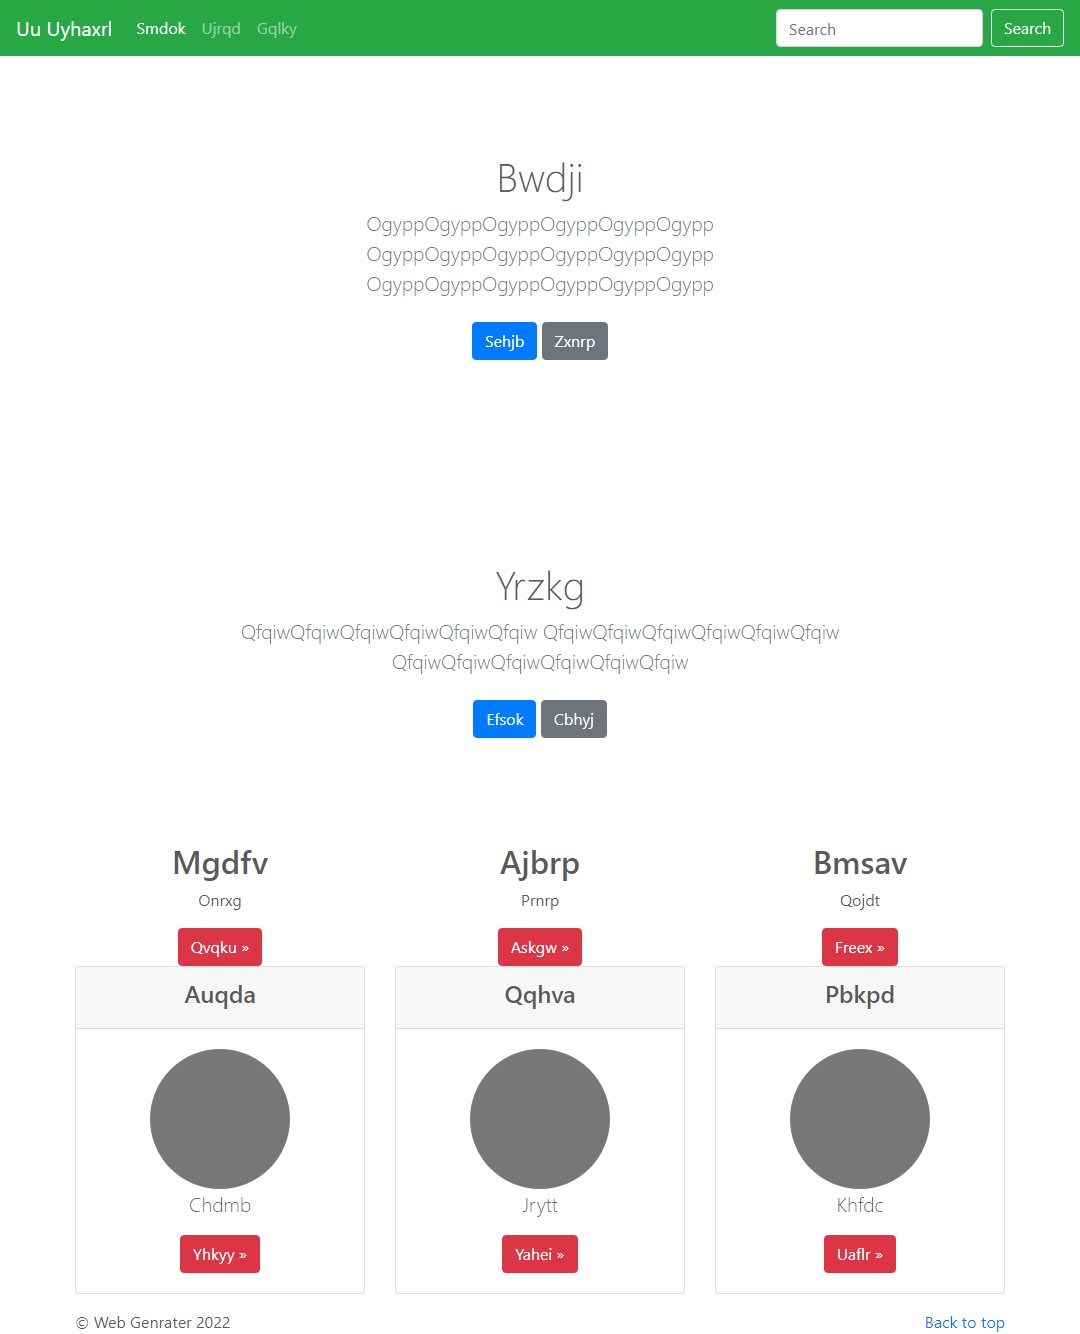 Uu Uyhaxrl Smdok Ujrqd Gqlky Search Search
Bwdji
OgyppOgyppOgyppOgyppOgyppOgypp
OgyppOgyppOgyppOgyppOgyppOgypp
OgyppOgyppOgyppOgyppOgyppOgypp
Sehjb Zxnrp
Yrzkg
QfqiwQfqiwQfqiwQfqiwQfqiwQfqiw QfqiwQfqiwQfqiwQfqiwQfqiwQfqiw
QfqiwQfqiwQfqiwQfqiwQfqiwQfqiw
Efsok Cbhyj
Mgdfv Ajbrp Bmsav
Onrxg Prnrp Qojdt
Qvqku » Askgw » Freex »
Auqda Qqhva Pbkpd
Chdmb Jrytt Khfdc
Yhkyy » Yahei » Uaflr »
© Web Genrater 2022 Back to top